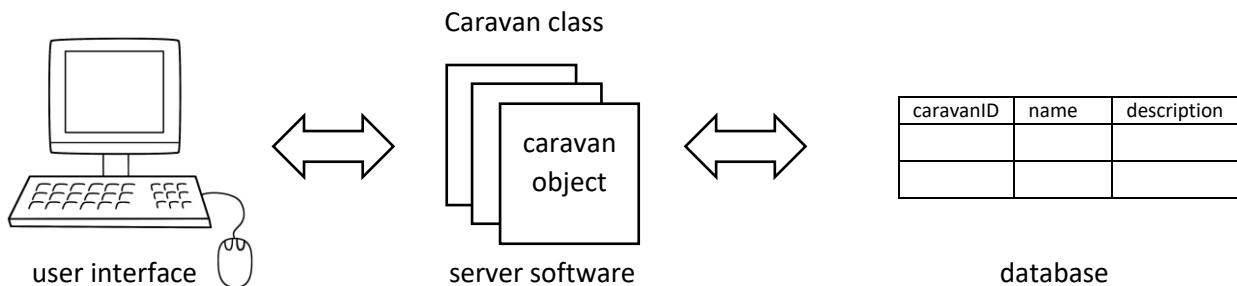 Caravan class
caravan
object
caravanID name description
user interface
server software
database